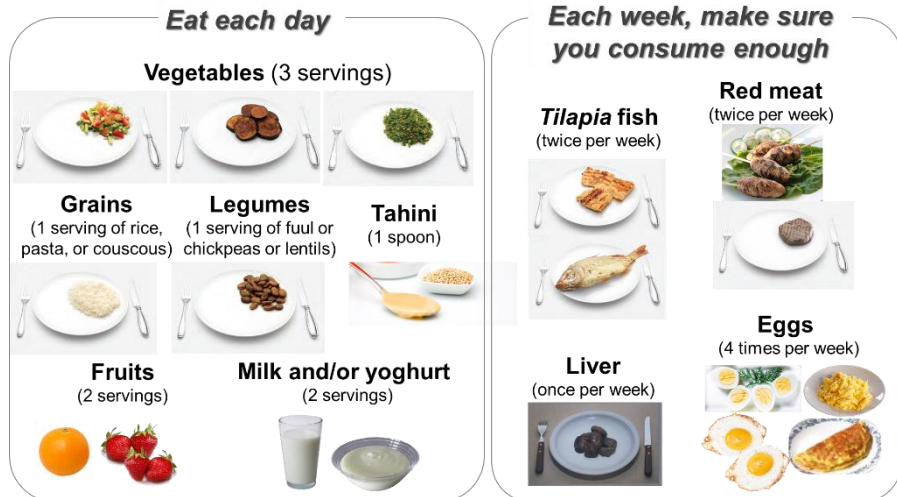 Eat each day
Vegetables (3 servings)
Grains
(1 serving of rice,
pasta, or couscous)
Legumes
(1 serving of fuul or
chickpeas or lentils)
Tahini
(1 spoon)
Fruits
(2 servings)
Milk and/or yoghurt
(2 servings)
Each week, make sure
you consume enough
Tilapia fish
(twice per week)
Red meat
(twice per week)
Liver
(once per week)
Eggs
(4 times per week)